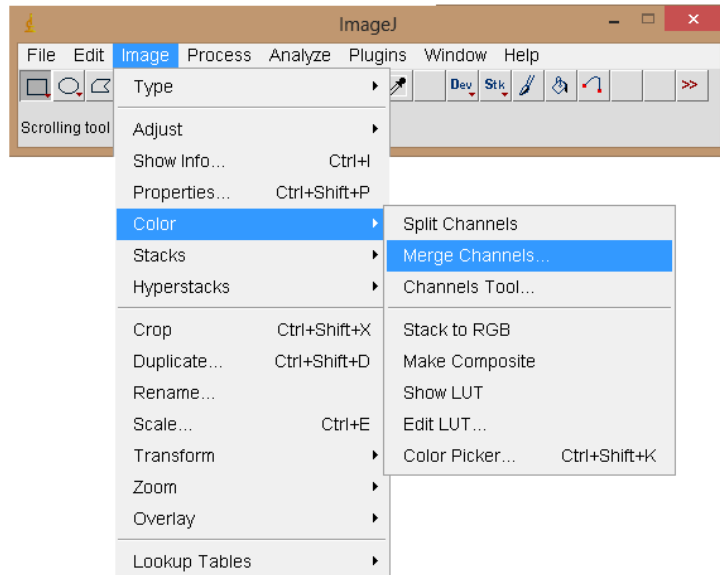 ImageJ
File Edit Image Process Analyze Plugins Window Help
Dev Stk >>
Scrolling tool
Type
Adjust
Show Info... Ctrl+I
Properties... Ctrl+Shift+P
Color
Stacks
Hyperstacks
Crop Ctrl+Shift+X
Duplicate... Ctrl+Shift+D
Rename...
Scale... Ctrl+E
Transform
Zoom
Overlay
Lookup Tables
Split Channels
Merge Channels...
Channels Tool...
Stack to RGB
Make Composite
Show LUT
Edit LUT...
Color Picker... Ctrl+Shift+K